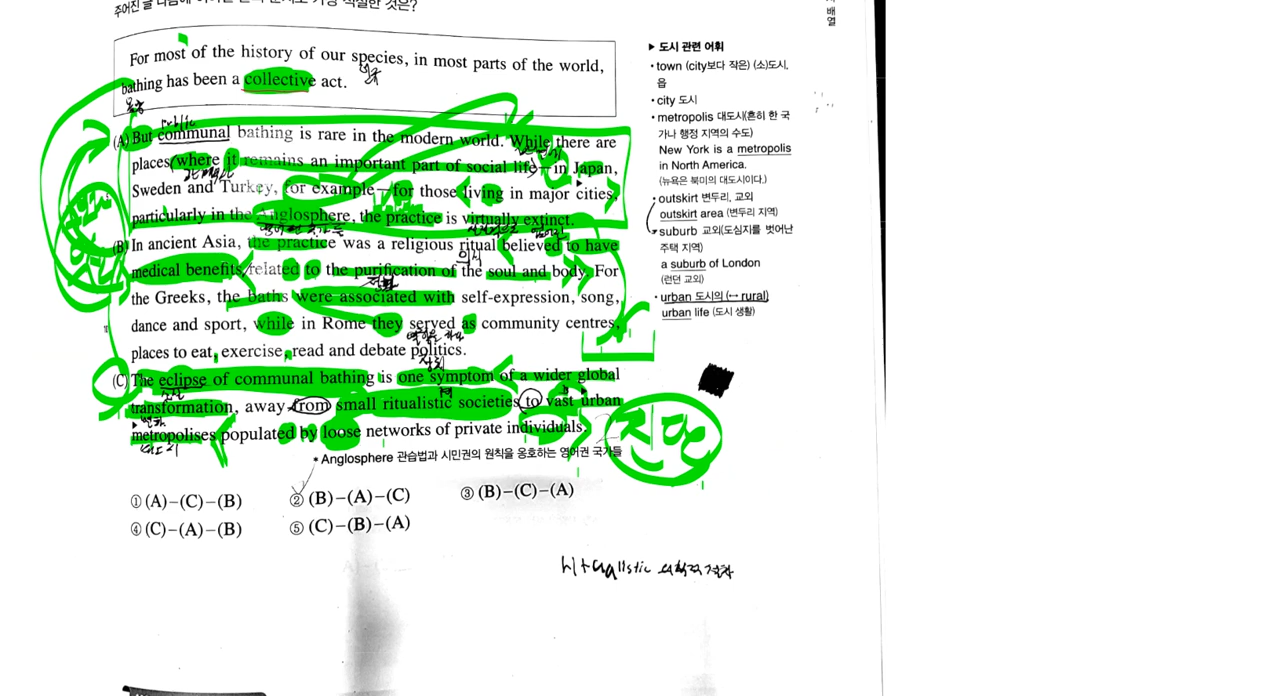 주어진 글 다음에 이어질 글의 순서로 가장 적절한 것은?
For most of the history of our species, in most parts of the world,
bathing has been a collective act.
(A) But communal bathing is rare in the modern world. While there are
places where it remains an important part of social life—in Japan,
Sweden and Turkey, for example—for those living in major cities,
particularly in the Anglosphere, the practice is virtually extinct.
(B) In ancient Asia, the practice was a religious ritual believed to have
medical benefits related to the purification of the soul and body. For
the Greeks, the baths were associated with self-expression, song,
dance and sport, while in Rome they served as community centres,
places to eat, exercise, read and debate politics.
(C) The eclipse of communal bathing is one symptom of a wider global
transformation, away from small ritualistic societies to vast urban
metropolises populated by loose networks of private individuals.
* Anglosphere 관습법과 시민권의 원칙을 옹호하는 영어권 국가들
① (A)-(C)-(B)
② (B)-(A)-(C)
③ (B)-(C)-(A)
④ (C)-(A)-(B)
⑤ (C)-(B)-(A)
배열
▶ 도시 관련 어휘
• town (city보다 작은) (소)도시,
읍
• city 도시
• metropolis 대도시(흔히 한 국
가나 행정 지역의 수도)
New York is a metropolis
in North America.
(뉴욕은 북미의 대도시이다.)
• outskirt 변두리, 교외
outskirt area (변두리 지역)
• suburb 교외(도심지를 벗어난
주택 지역)
a suburb of London
(런던 교외)
• urban 도시의 (↔ rural)
urban life (도시 생활)
ritualistic